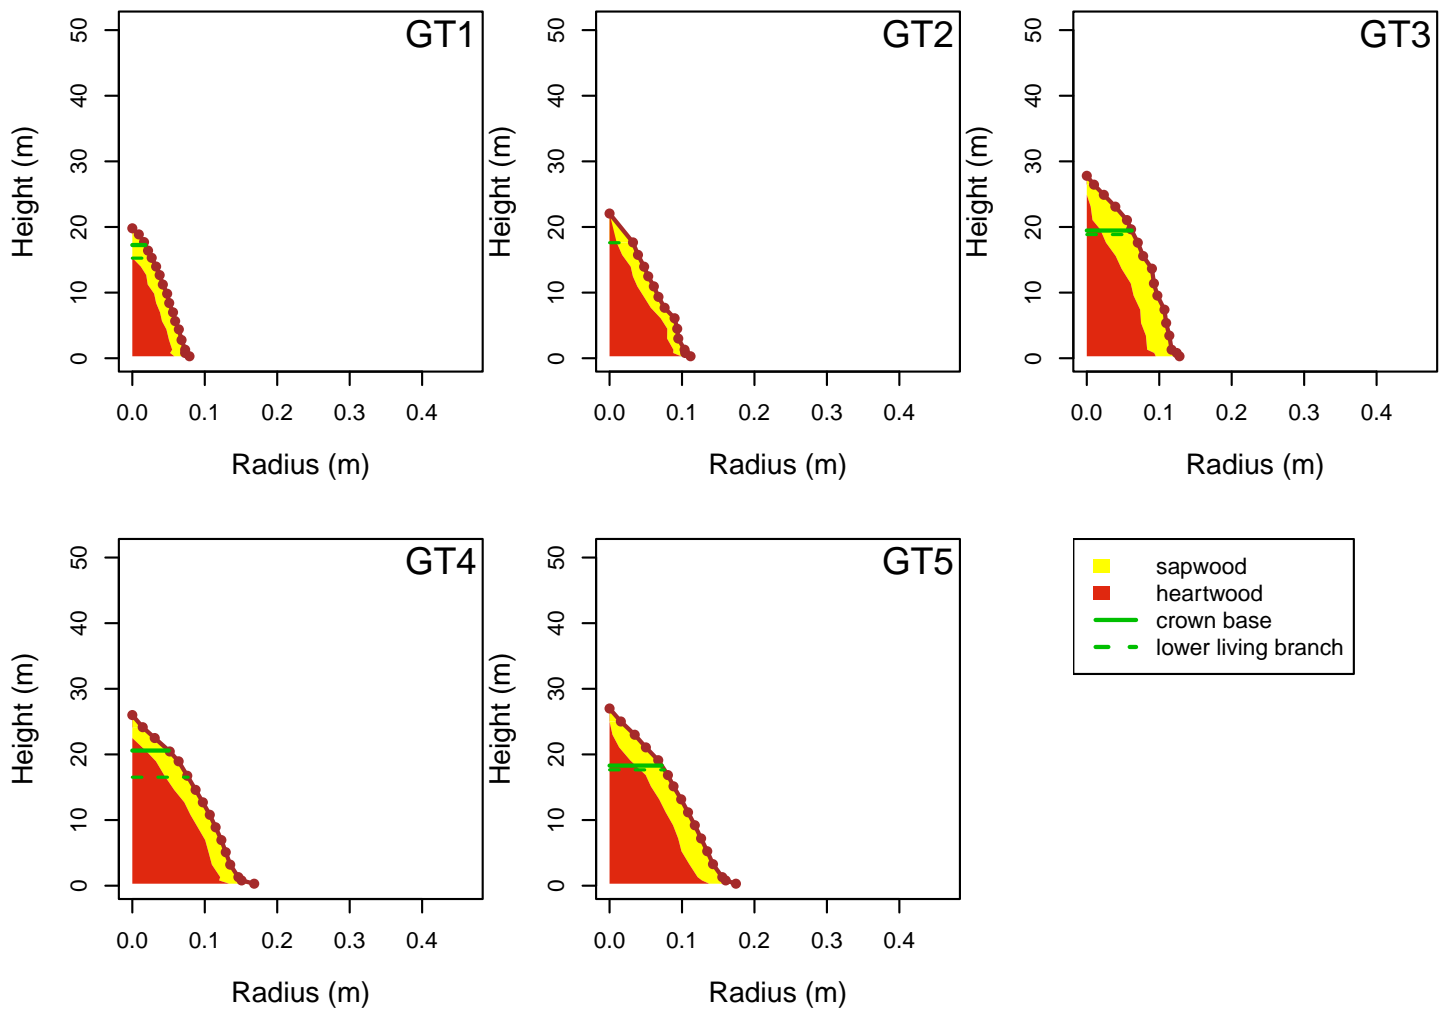 GT1
Height (m)
50
40
30
20
10
0
0.0 0.1 0.2 0.3 0.4
Radius (m)
GT2
Height (m)
50
40
30
20
10
0
0.0 0.1 0.2 0.3 0.4
Radius (m)
GT3
Height (m)
50
40
30
20
10
0
0.0 0.1 0.2 0.3 0.4
Radius (m)
GT4
Height (m)
50
40
30
20
10
0
0.0 0.1 0.2 0.3 0.4
Radius (m)
GT5
Height (m)
50
40
30
20
10
0
0.0 0.1 0.2 0.3 0.4
Radius (m)
sapwood
heartwood
crown base
lower living branch